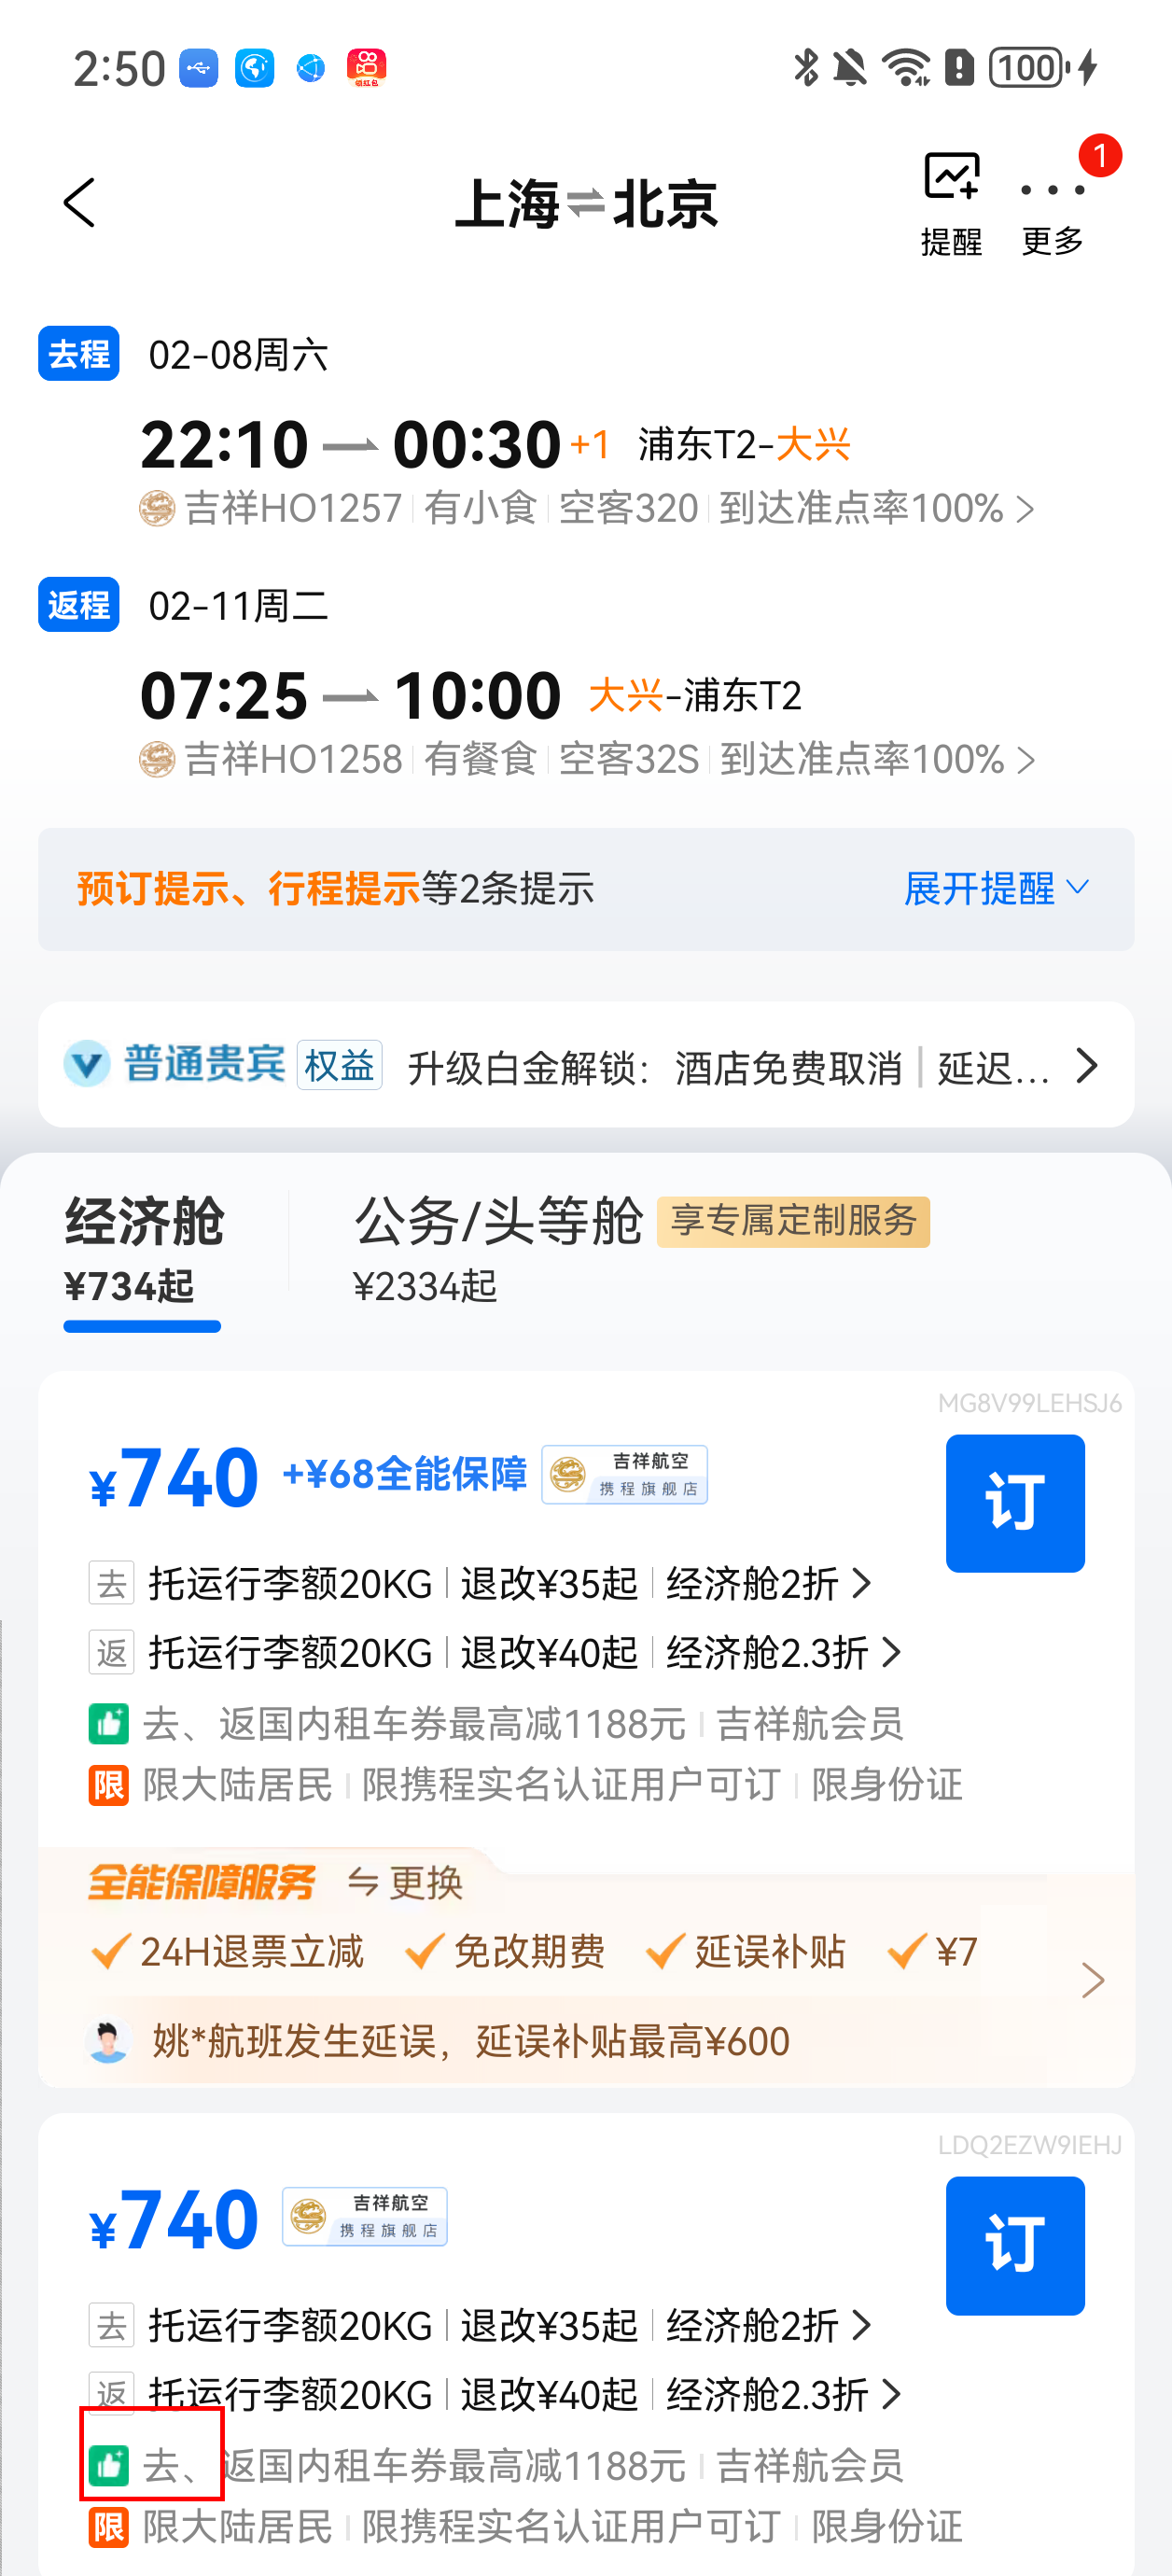 2:50
领红包
100
上海⇌北京
提醒
更多
1
去程 02-08周六
22:10 00:30 +1 浦东T2-大兴
吉祥HO1257 有小食 空客320 到达准点率100%
返程 02-11周二
07:25 10:00 大兴-浦东T2
吉祥HO1258 有餐食 空客32S 到达准点率100%
预订提示、行程提示等2条提示 展开提醒
普通贵宾 权益 升级白金解锁：酒店免费取消 | 延迟...
经济舱 公务/头等舱 享专属定制服务
¥734起 ¥2334起
MG8V99LEHSJ6
¥740 +¥68全能保障 吉祥航空 携程旗舰店 订
去 托运行李额20KG 退改¥35起 经济舱2折
返 托运行李额20KG 退改¥40起 经济舱2.3折
去、返国内租车券最高减1188元 吉祥航会员
限 限大陆居民 限携程实名认证用户可订 限身份证
全能保障服务 更换
24H退票立减 免改期费 延误补贴 ¥7
姚*航班发生延误，延误补贴最高¥600
LDQ2EZW9IEHJ
¥740 吉祥航空 携程旗舰店 订
去 托运行李额20KG 退改¥35起 经济舱2折
返 托运行李额20KG 退改¥40起 经济舱2.3折
去、返国内租车券最高减1188元 吉祥航会员
限 限大陆居民 限携程实名认证用户可订 限身份证